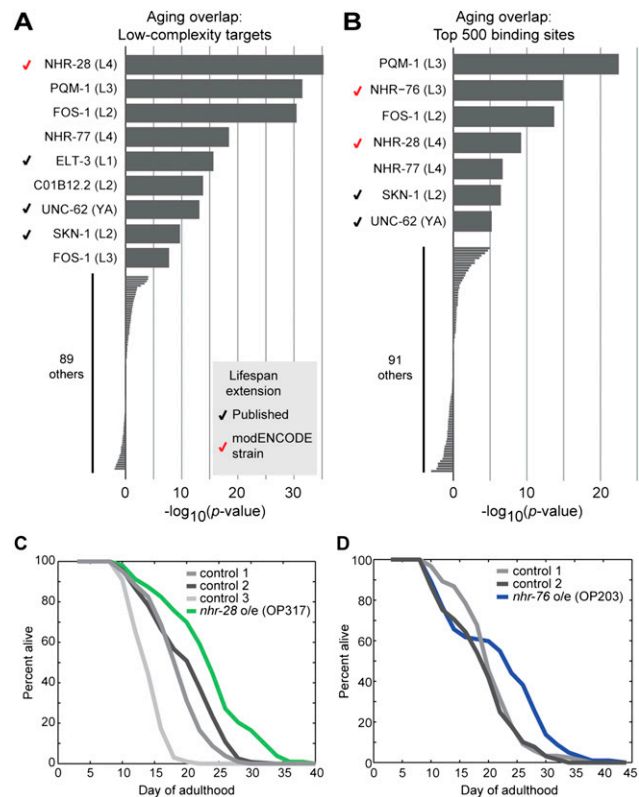 A
Aging overlap:
Low-complexity targets
NHR-28 (L4)
PQM-1 (L3)
FOS-1 (L2)
NHR-77 (L4)
ELT-3 (L1)
C01B12.2 (L2)
UNC-62 (YA)
SKN-1 (L2)
FOS-1 (L3)
89
others
Lifespan
extension
Published
modENCODE
strain
0 5 10 15 20 25 30
-log10(p-value)
B
Aging overlap:
Top 500 binding sites
PQM-1 (L3)
NHR-76 (L3)
FOS-1 (L2)
NHR-28 (L4)
NHR-77 (L4)
SKN-1 (L2)
UNC-62 (YA)
91
others
0 5 10 15 20
-log10(p-value)
C
100
80
60
40
20
0
Percent alive
control 1
control 2
control 3
nhr-28 o/e (OP317)
0 5 10 15 20 25 30 35 40
Day of adulthood
D
100
80
60
40
20
0
Percent alive
control 1
control 2
nhr-76 o/e (OP203)
0 5 10 15 20 25 30 35 40 45
Day of adulthood